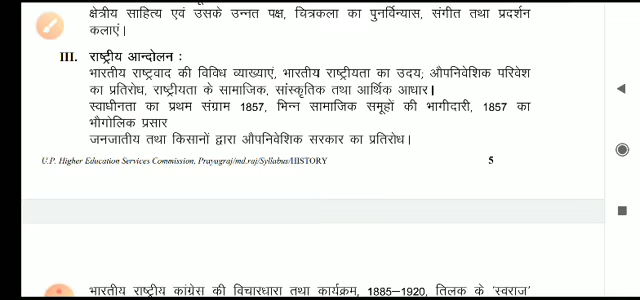 क्षेत्रीय साहित्य एवं उसके उन्नत पक्ष, चित्रकला का पुनर्विन्यास, संगीत तथा प्रदर्शन
कलाएं।
III. राष्ट्रीय आन्दोलन :
भारतीय राष्ट्रवाद की विविध व्याख्याएं, भारतीय राष्ट्रीयता का उदय; औपनिवेशिक परिवेश
का प्रतिरोध, राष्ट्रीयता के सामाजिक, सांस्कृतिक तथा आर्थिक आधार।
स्वाधीनता का प्रथम संग्राम 1857, भिन्न सामाजिक समूहों की भागीदारी, 1857 का
भौगोलिक प्रसार
जनजातीय तथा किसानों द्वारा औपनिवेशिक सरकार का प्रतिरोध।
U.P. Higher Education Services Commission, Prayagraj/md.raj/Syllabus/HISTORY 5
भारतीय राष्ट्रीय कांग्रेस की विचारधारा तथा कार्यक्रम, 1885–1920, तिलक के 'स्वराज'